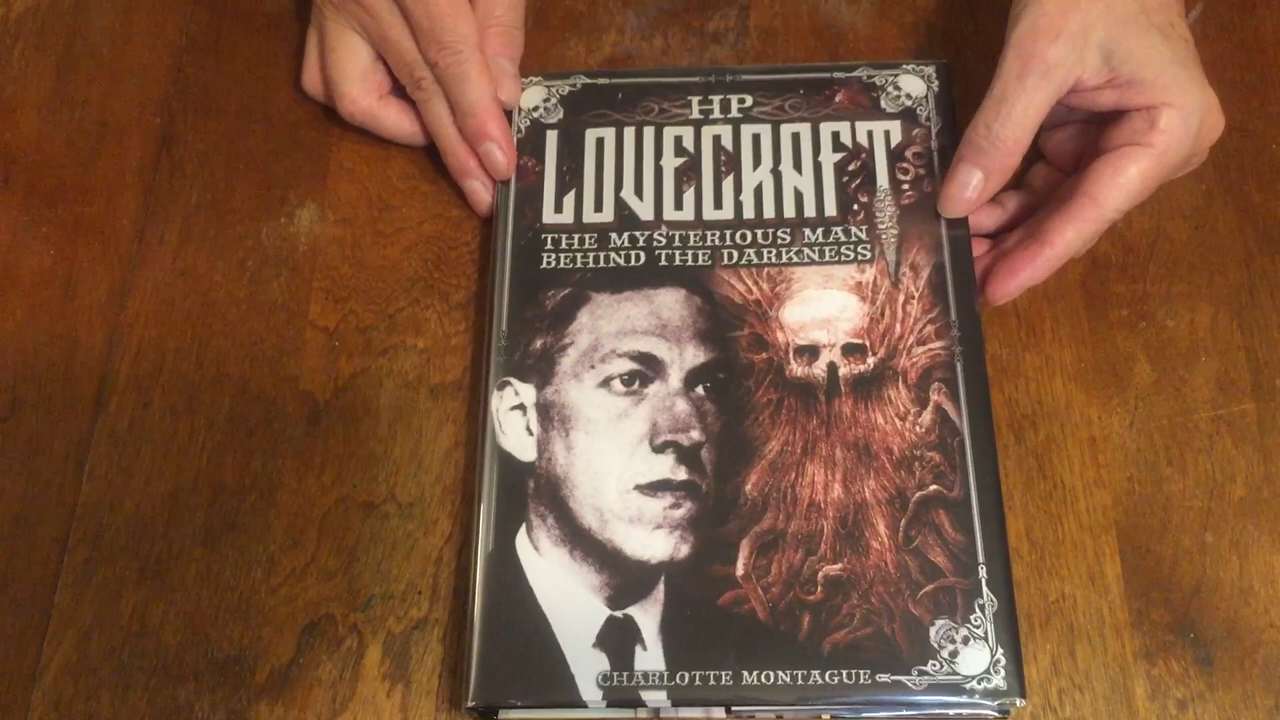 HP
LOVECRAFT
THE MYSTERIOUS MAN
BEHIND THE DARKNESS
CHARLOTTE MONTAGUE